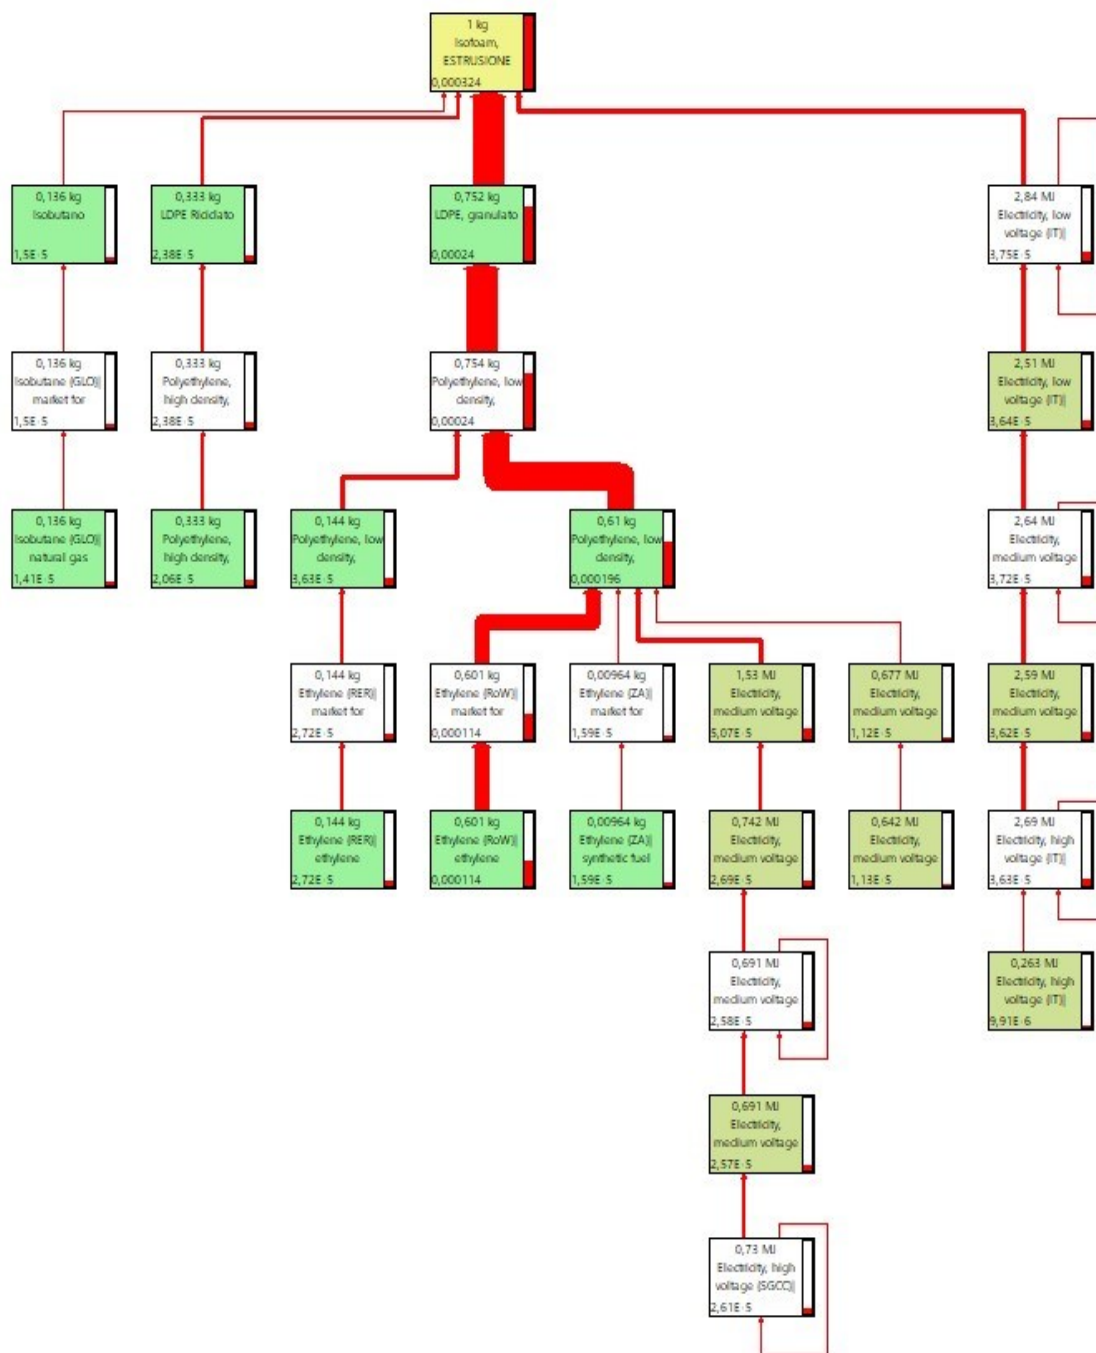 1 kg
Isofoam,
ESTRUSIONE
0,000324
0,136 kg
Isobutano
1,5E-5
0,333 kg
LDPE Riciclato
2,38E-5
0,752 kg
LDPE, granulato
0,00024
2,84 MJ
Electricity, low
voltage {IT}|
3,75E-5
0,136 kg
Isobutane {GLO}|
market for
1,5E-5
0,333 kg
Polyethylene,
high density,
2,38E-5
0,754 kg
Polyethylene, low
density,
0,00024
2,51 MJ
Electricity, low
voltage {IT}|
3,64E-5
0,136 kg
Isobutane {GLO}|
natural gas
1,41E-5
0,333 kg
Polyethylene,
high density,
2,06E-5
0,144 kg
Polyethylene, low
density,
3,63E-5
0,61 kg
Polyethylene, low
density,
0,000196
2,64 MJ
Electricity,
medium voltage
3,72E-5
0,144 kg
Ethylene {RER}|
market for
2,72E-5
0,601 kg
Ethylene {RoW}|
market for
0,000114
0,00964 kg
Ethylene {ZA}|
market for
1,59E-5
1,53 MJ
Electricity,
medium voltage
5,07E-5
0,677 MJ
Electricity,
medium voltage
1,12E-5
2,59 MJ
Electricity,
medium voltage
3,62E-5
0,144 kg
Ethylene {RER}|
ethylene
2,72E-5
0,601 kg
Ethylene {RoW}|
ethylene
0,000114
0,00964 kg
Ethylene {ZA}|
synthetic fuel
1,59E-5
0,742 MJ
Electricity,
medium voltage
2,69E-5
0,642 MJ
Electricity,
medium voltage
1,13E-5
2,69 MJ
Electricity, high
voltage {IT}|
3,63E-5
0,691 MJ
Electricity,
medium voltage
2,58E-5
0,263 MJ
Electricity, high
voltage {IT}|
9,91E-6
0,691 MJ
Electricity,
medium voltage
2,57E-5
0,73 MJ
Electricity, high
voltage {SGCC}|
2,61E-5